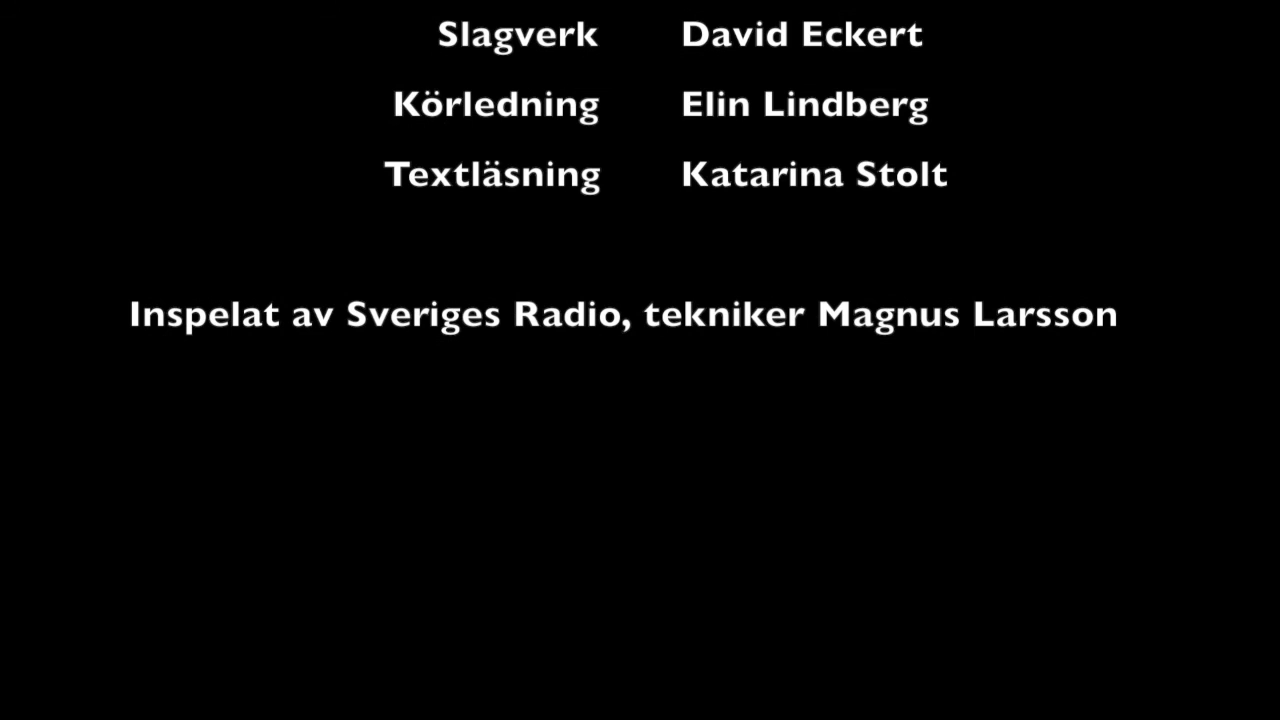 Slagverk David Eckert
Körledning Elin Lindberg
Textläsning Katarina Stolt
Inspelat av Sveriges Radio, tekniker Magnus Larsson